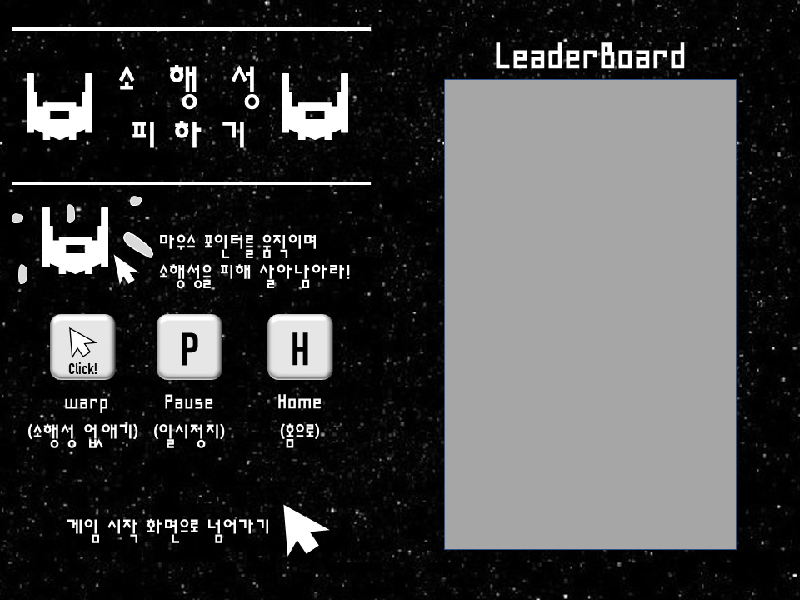 소 행 성
피 하 기
마우스 포인터를 움직이며
소행성을 피해 살아남아라!
Click!
P
H
warp
Pause
Home
(소행성 없애기)
(일시정지)
(홈으로)
게임 시작 화면으로 넘어가기
LeaderBoard